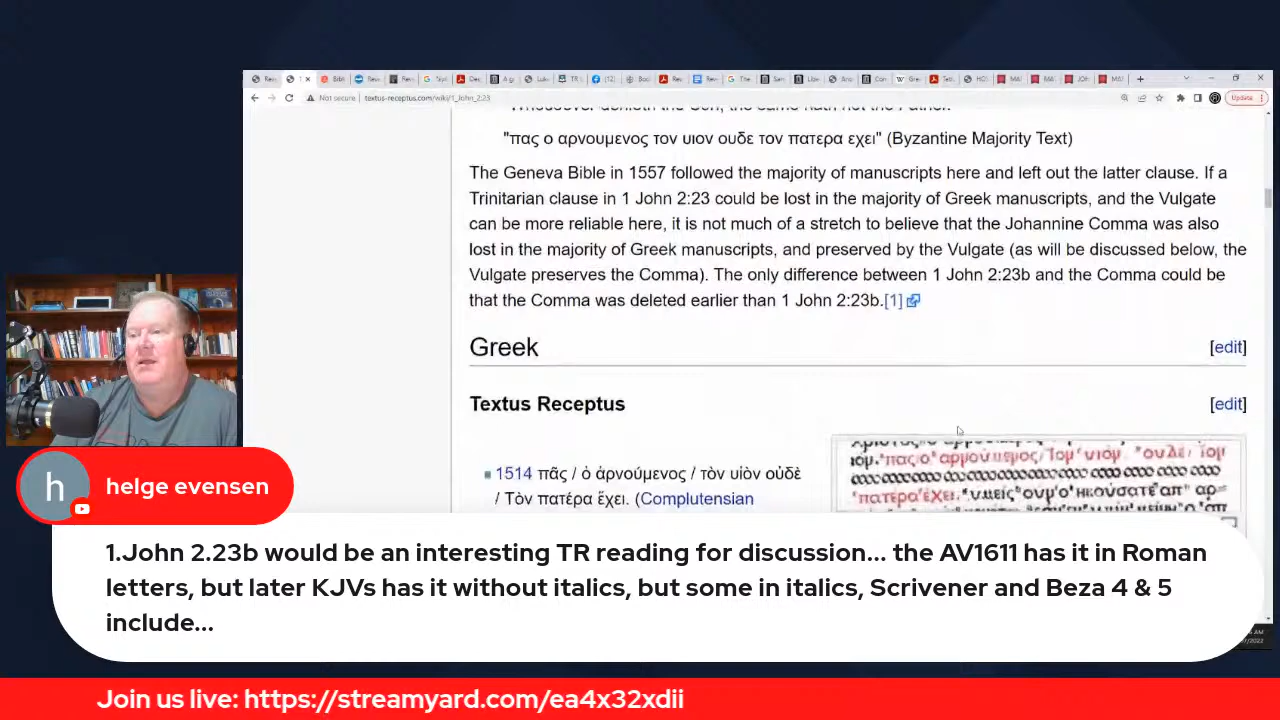 Not secure textus-receptus.com/wiki/1_John_2:23
Update
"πας ο αρνουμενος τον υιον ουδε τον πατερα εχει" (Byzantine Majority Text)
The Geneva Bible in 1557 followed the majority of manuscripts here and left out the latter clause. If a
Trinitarian clause in 1 John 2:23 could be lost in the majority of Greek manuscripts, and the Vulgate
can be more reliable here, it is not much of a stretch to believe that the Johannine Comma was also
lost in the majority of Greek manuscripts, and preserved by the Vulgate (as will be discussed below, the
Vulgate preserves the Comma). The only difference between 1 John 2:23b and the Comma could be
that the Comma was deleted earlier than 1 John 2:23b.[1]
Greek [edit]
Textus Receptus [edit]
1514 πᾶς / ὁ ἀρνούμενος / τὸν υἱὸν οὐδὲ
/ Τὸν πατέρα ἔχει. (Complutensian
h helge evensen
1.John 2.23b would be an interesting TR reading for discussion... the AV1611 has it in Roman
letters, but later KJVs has it without italics, but some in italics, Scrivener and Beza 4 & 5
include...
Join us live: https://streamyard.com/ea4x32xdii